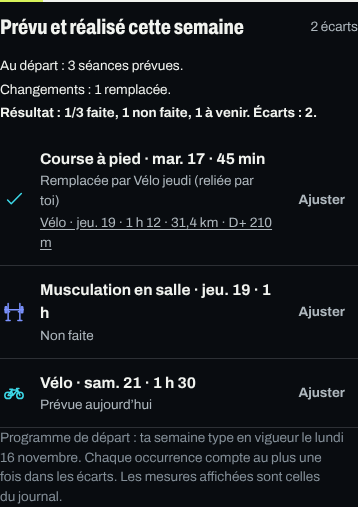 Prévu et réalisé cette semaine 2 écarts
Au départ : 3 séances prévues.
Changements : 1 remplacée.
Résultat : 1/3 faite, 1 non faite, 1 à venir. Écarts : 2.
Course à pied · mar. 17 · 45 min
Remplacée par Vélo jeudi (reliée par
toi)
Ajuster
Vélo · jeu. 19 · 1 h 12 · 31,4 km · D+ 210
m
Musculation en salle · jeu. 19 · 1
h
Ajuster
Non faite
Vélo · sam. 21 · 1 h 30
Ajuster
Prévue aujourd'hui
Programme de départ : ta semaine type en vigueur le lundi
16 novembre. Chaque occurrence compte au plus une
fois dans les écarts. Les mesures affichées sont celles
du journal.